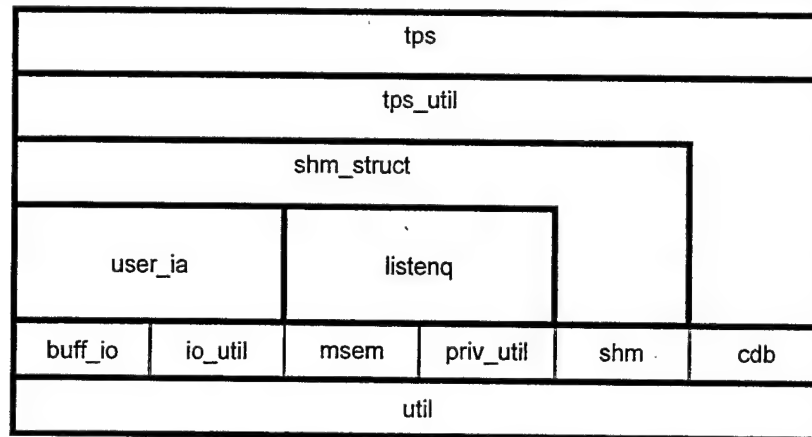 tps
tps_util
shm_struct
user_ia listenq
buff_io io_util msem priv_util shm cdb
util